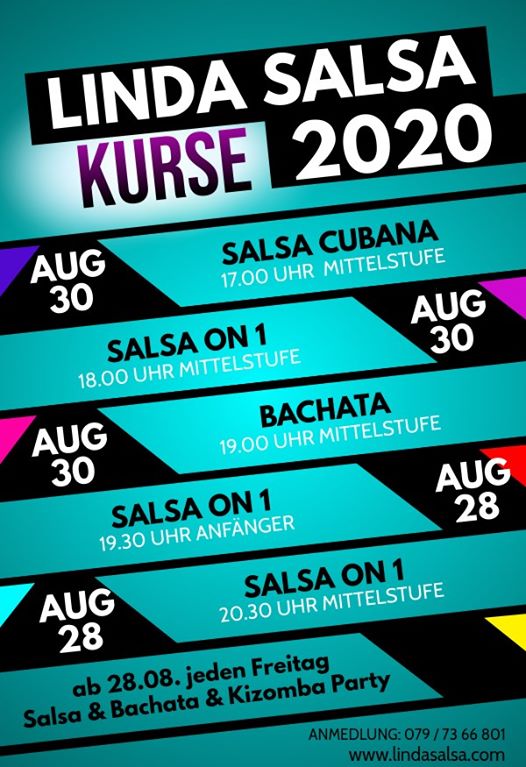 LINDA SALSA
KURSE 2020
AUG
30
SALSA CUBANA
17.00 UHR MITTELSTUFE
SALSA ON 1
18.00 UHR MITTELSTUFE
AUG
30
AUG
30
BACHATA
19.00 UHR MITTELSTUFE
SALSA ON 1
19.30 UHR ANFÄNGER
AUG
28
AUG
28
SALSA ON 1
20.30 UHR MITTELSTUFE
ab 28.08. jeden Freitag
Salsa & Bachata & Kizomba Party
ANMEDLUNG: 079 / 73 66 801
www.lindasalsa.com